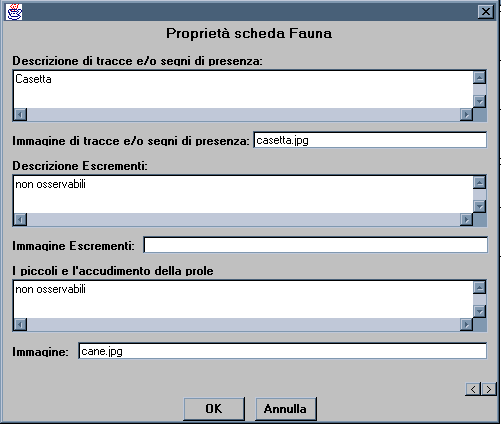 Proprietà scheda Fauna
Descrizione di tracce e/o segni di presenza:
Casetta
Immagine di tracce e/o segni di presenza: casetta.jpg
Descrizione Escrementi:
non osservabili
Immagine Escrementi:
I piccoli e l'accudimento della prole
non osservabili
Immagine: cane.jpg
< >
OK Annulla